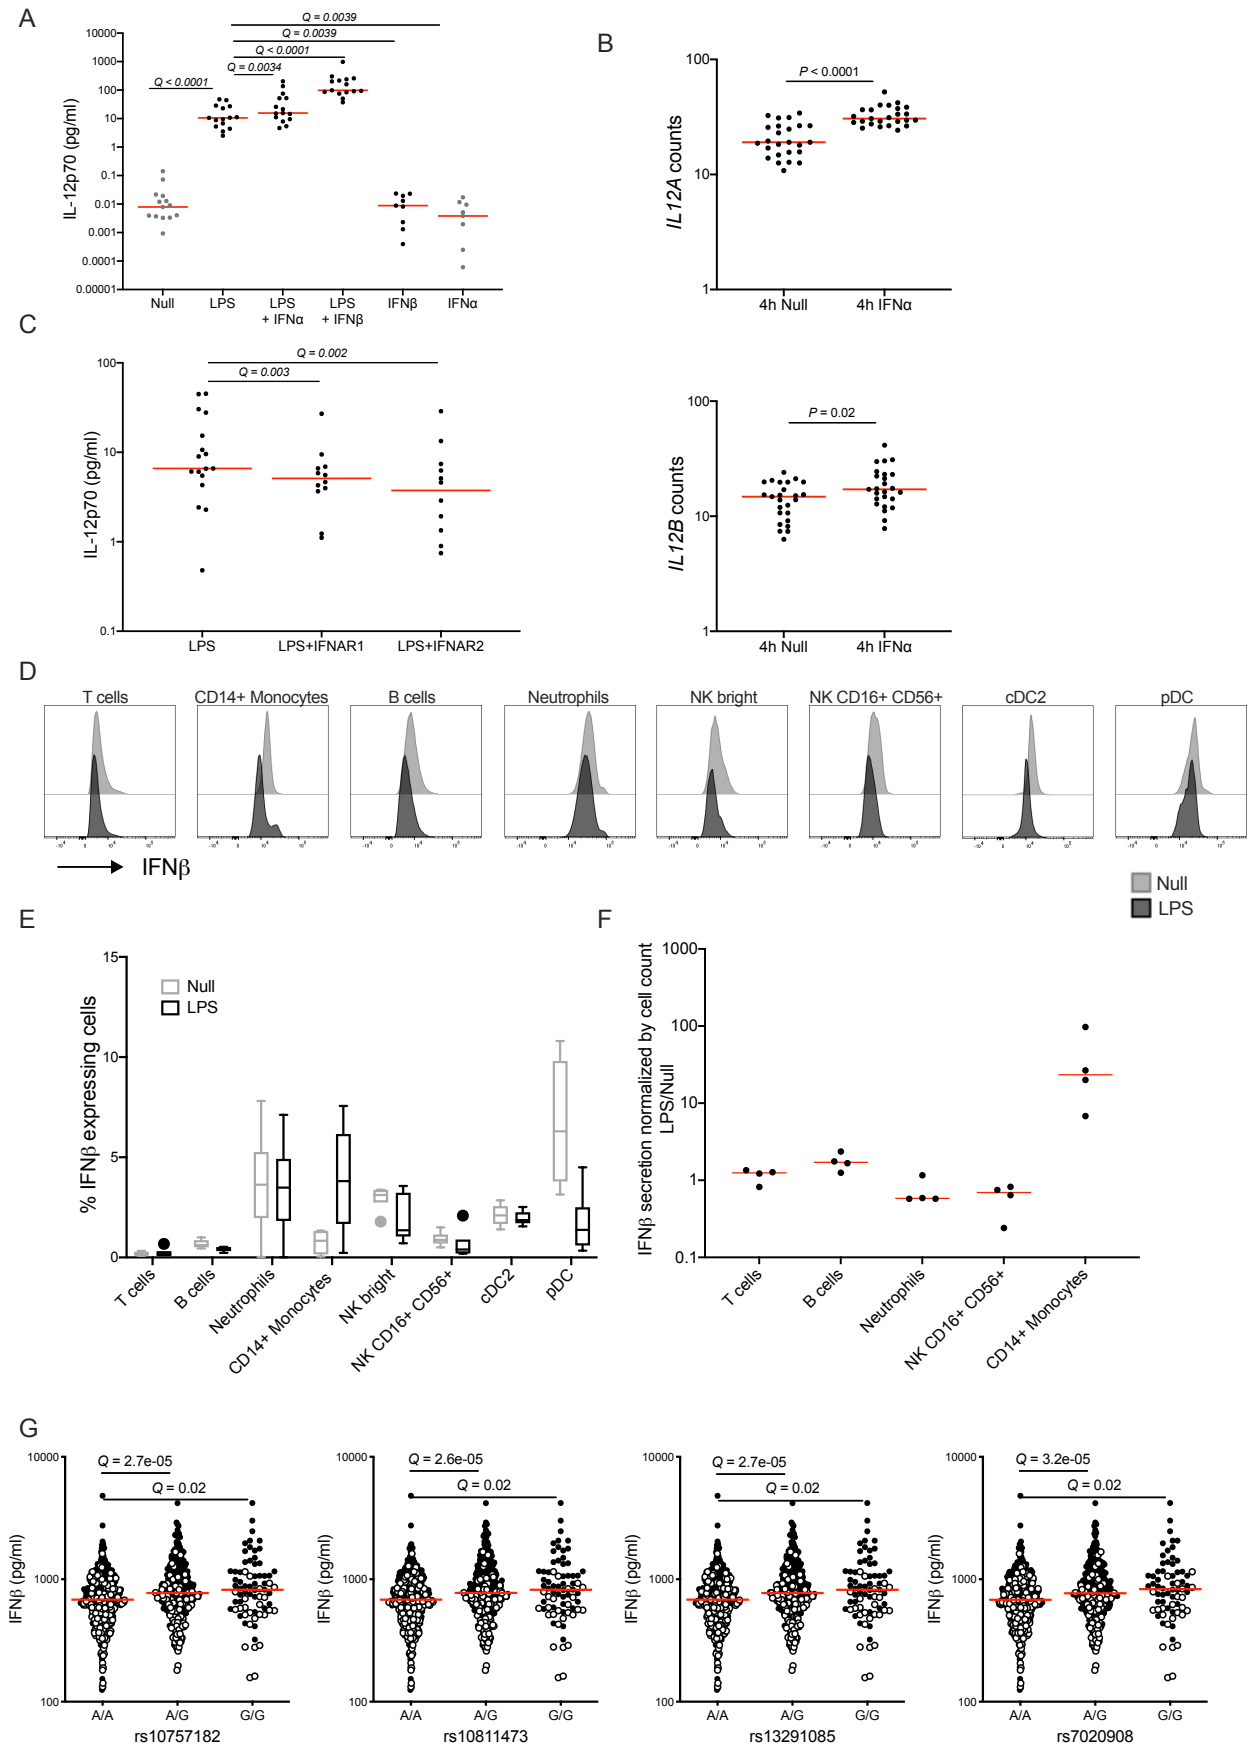 A
Q = 0.0039
Q = 0.0039
Q < 0.0001
Q = 0.0034
Q < 0.0001
IL-12p70 (pg/ml)
10000
1000
100
10
1
0.1
0.01
0.001
0.0001
0.00001
Null
LPS
LPS + IFNα
LPS + IFNβ
IFNβ
IFNα
B
P < 0.0001
IL12A counts
100
10
1
4h Null
4h IFNα
P = 0.02
IL12B counts
100
10
1
4h Null
4h IFNα
C
Q = 0.002
Q = 0.003
IL-12p70 (pg/ml)
100
10
1
0.1
LPS
LPS+IFNAR1
LPS+IFNAR2
D
T cells
CD14+ Monocytes
B cells
Neutrophils
NK bright
NK CD16+ CD56+
cDC2
pDC
IFNβ
Null
LPS
E
% IFNβ expressing cells
15
10
5
0
Null
LPS
T cells
B cells
Neutrophils
CD14+ Monocytes
NK bright
NK CD16+ CD56+
cDC2
pDC
F
IFNβ secretion normalized by cell count
LPS/Null
1000
100
10
1
0.1
T cells
B cells
Neutrophils
NK CD16+ CD56+
CD14+ Monocytes
G
Q = 2.7e-05
Q = 0.02
IFNβ (pg/ml)
10000
1000
100
A/A
A/G
G/G
rs10757182
Q = 2.6e-05
Q = 0.02
IFNβ (pg/ml)
10000
1000
100
A/A
A/G
G/G
rs10811473
Q = 2.7e-05
Q = 0.02
IFNβ (pg/ml)
10000
1000
100
A/A
A/G
G/G
rs13291085
Q = 3.2e-05
Q = 0.02
IFNβ (pg/ml)
10000
1000
100
A/A
A/G
G/G
rs7020908